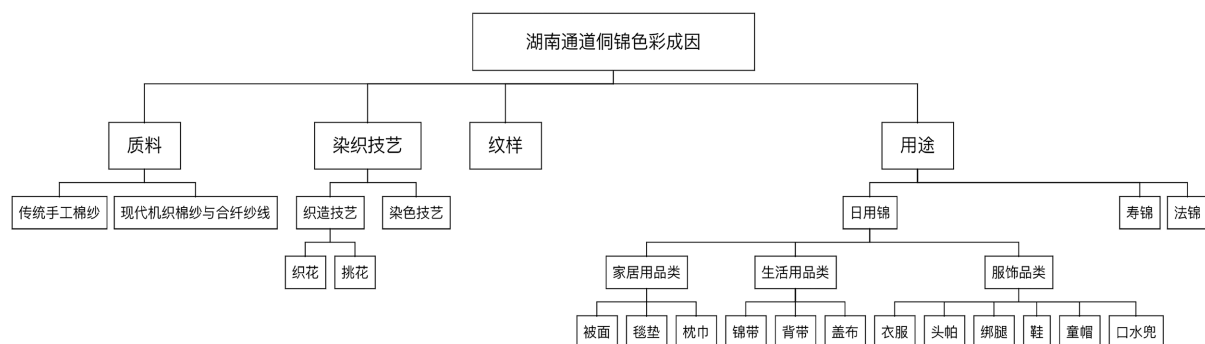 湖南通道侗锦色彩成因
质料
染织技艺
纹样
用途
传统手工棉纱
现代机织棉纱与合纤纱线
织造技艺
染色技艺
日用锦
寿锦
法锦
织花
挑花
家居用品类
生活用品类
服饰品类
被面
毯垫
枕巾
锦带
背带
盖布
衣服
头帕
绑腿
鞋
童帽
口水兜